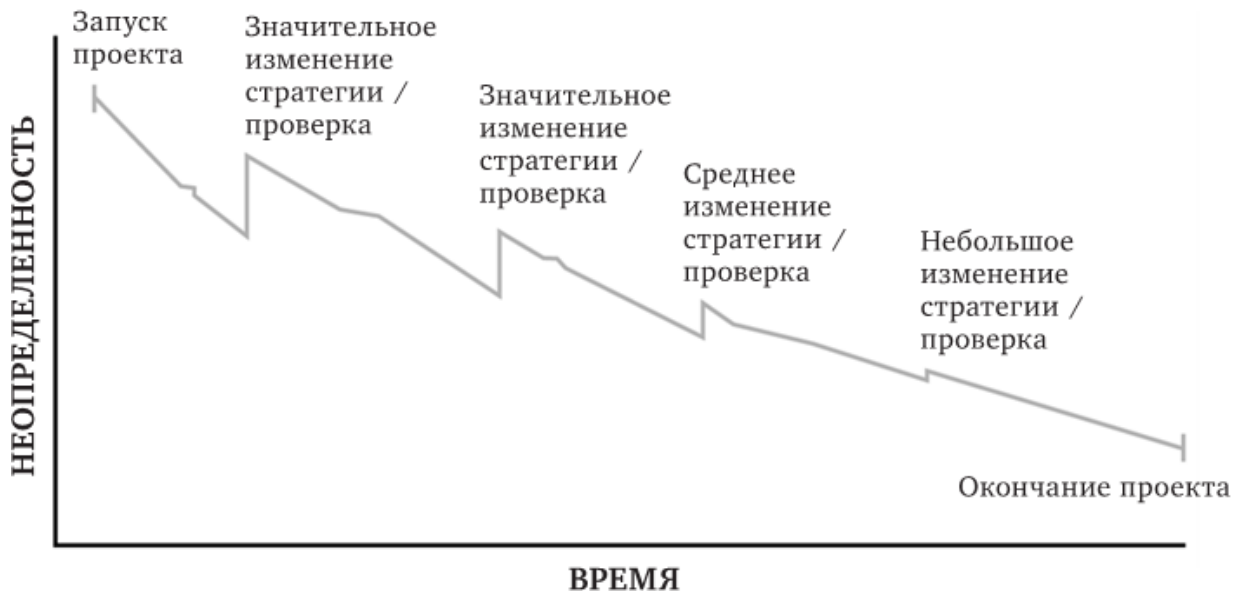 Запуск
проекта
Значительное
изменение
стратегии /
проверка
Значительное
изменение
стратегии /
проверка
Среднее
изменение
стратегии /
проверка
Небольшое
изменение
стратегии /
проверка
НЕОПРЕДЕЛЕННОСТЬ
Окончание проекта
ВРЕМЯ